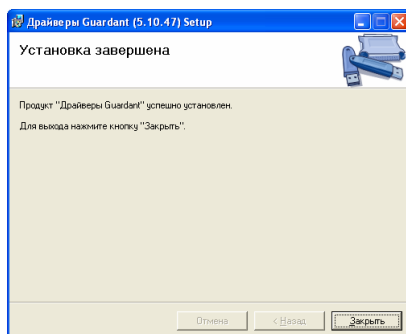 Драйверы Guardant (5.10.47) Setup
Установка завершена
Продукт "Драйверы Guardant" успешно установлен.
Для выхода нажмите кнопку "Закрыть".
Отмена
< Назад
Закрыть